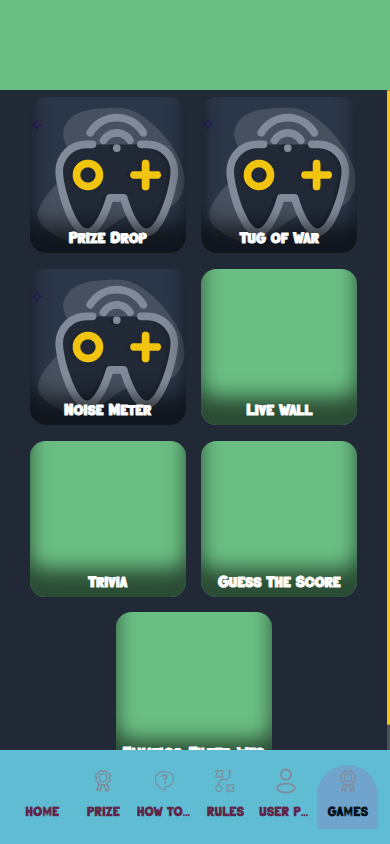 Prize Drop
Tug of War
Noise Meter
Live Wall
Trivia
Guess The Score
HOME
PRIZE
HOW TO...
RULES
USER P...
GAMES